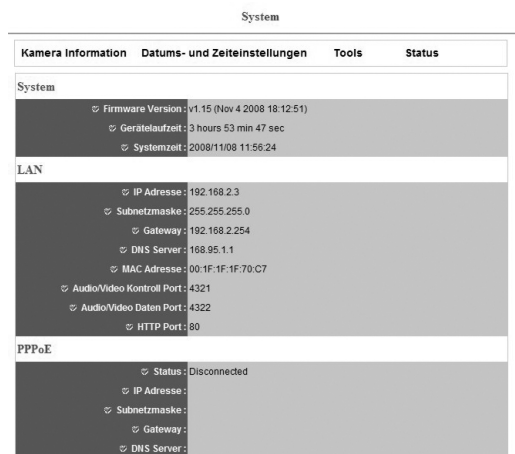 System
Kamera Information Datums- und Zeiteinstellungen Tools Status
System
Firmware Version : v1.15 (Nov 4 2008 18:12:51)
Gerätelaufzeit : 3 hours 53 min 47 sec
Systemzeit : 2008/11/08 11:56:24
LAN
IP Adresse : 192.168.2.3
Subnetzmaske : 255.255.255.0
Gateway : 192.168.2.254
DNS Server : 168.95.1.1
MAC Adresse : 00:1F:1F:1F:70:C7
Audio/Video Kontroll Port : 4321
Audio/Video Daten Port : 4322
HTTP Port : 80
PPPoE
Status : Disconnected
IP Adresse :
Subnetzmaske :
Gateway :
DNS Server :